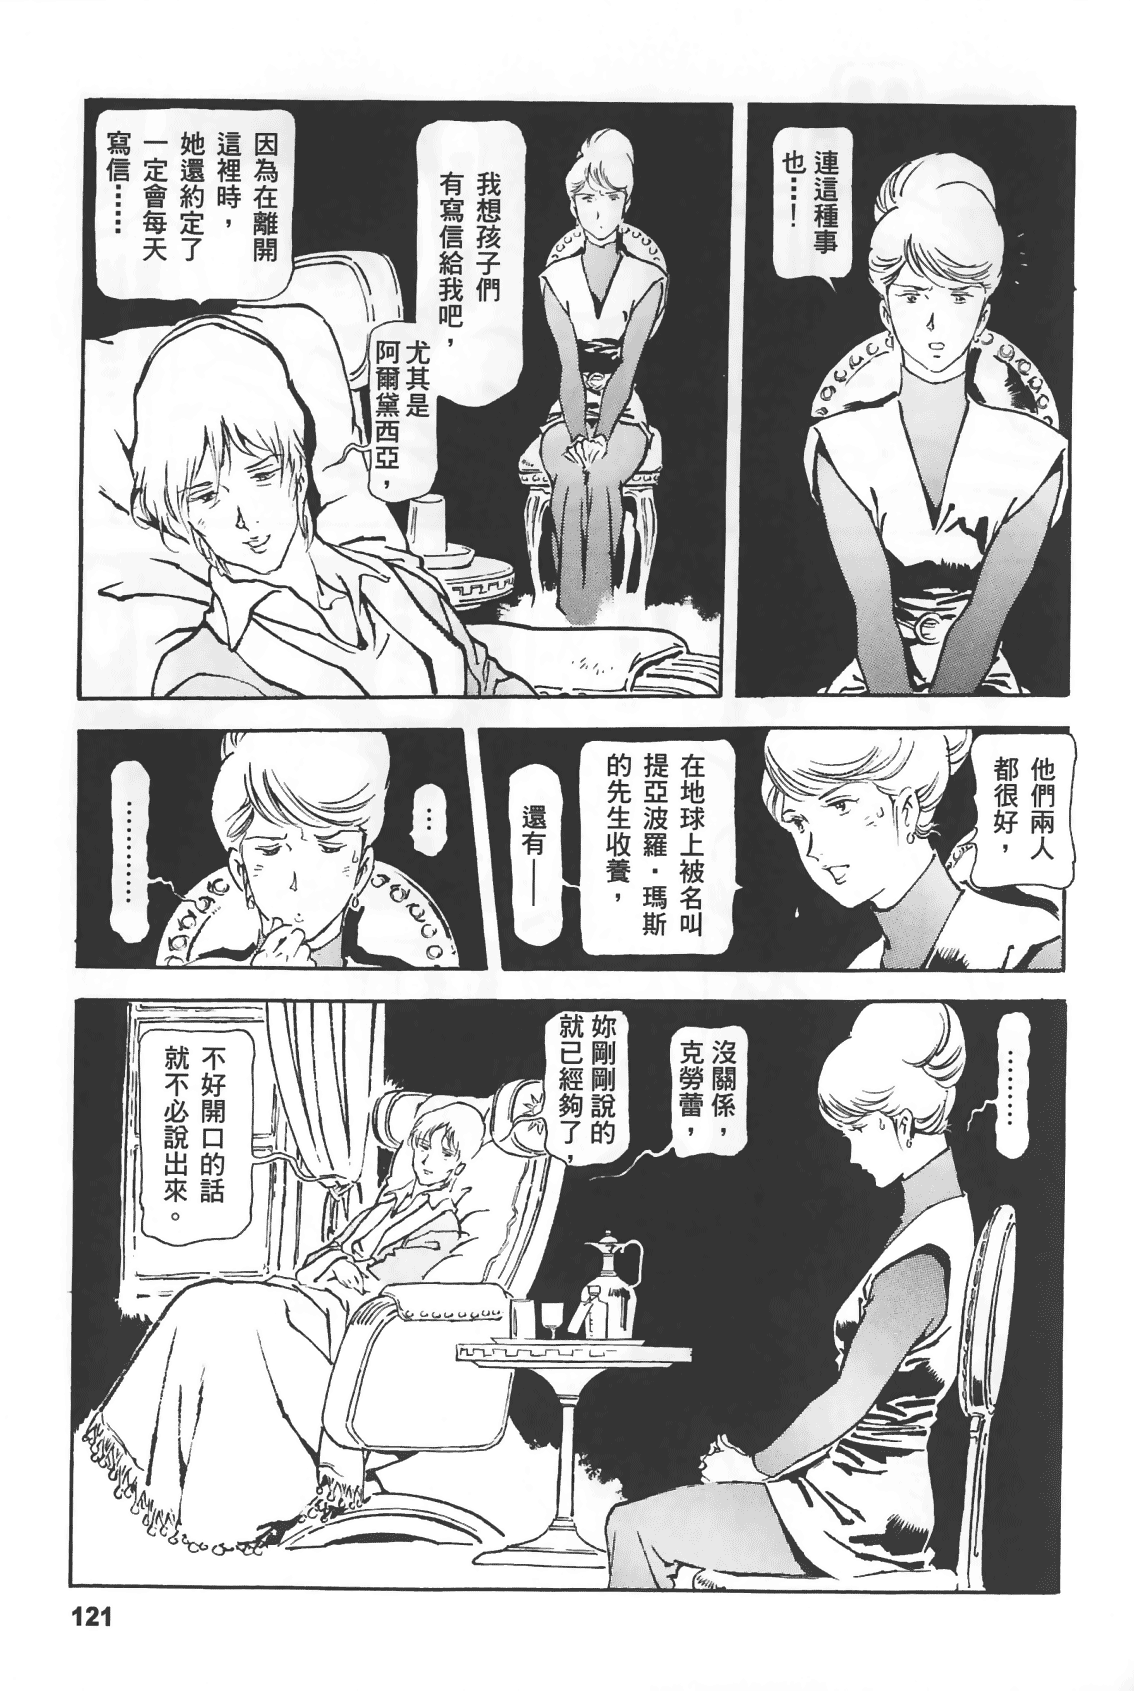 連這種事
也…！
我想孩子們
有寫信給我吧，
尤其是
阿爾黛西亞，
因為在離開
這裡時，
她還約定了
一定會每天
寫信……
他們兩人
都很好，
在地球上被名叫
提亞波羅·瑪斯
的先生收養，
還有——
…
………
………
沒關係，
克勞蕾，
妳剛剛說的
就已經夠了，
不好開口的話
就不必說出來。
121